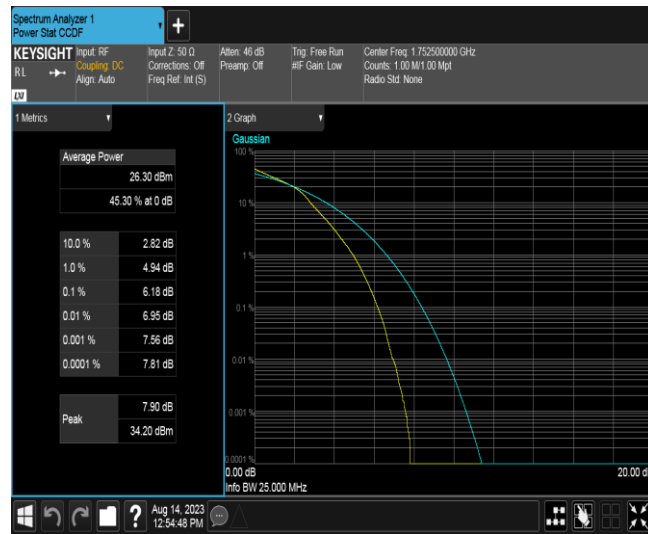 Spectrum Analyzer 1
Power Stat CCDF
+
KEYSIGHT
RL
LXI
Input: RF
Coupling: DC
Align: Auto
Input Z: 50 Ω
Corrections: Off
Freq Ref: Int (S)
Atten: 46 dB
Preamp: Off
Trig: Free Run
#IF Gain: Low
Center Freq: 1.752500000 GHz
Counts: 1.00 M/1.00 Mpt
Radio Std: None
1 Metrics
Average Power
26.30 dBm
45.30 % at 0 dB
10.0 % 2.82 dB
1.0 % 4.94 dB
0.1 % 6.18 dB
0.01 % 6.95 dB
0.001 % 7.56 dB
0.0001 % 7.81 dB
Peak
7.90 dB
34.20 dBm
2 Graph
Gaussian
100 %
10 %
1 %
0.1 %
0.01 %
0.001 %
0.0001 %
0.00 dB
20.00 d
Info BW 25.000 MHz
?
Aug 14, 2023
12:54:48 PM